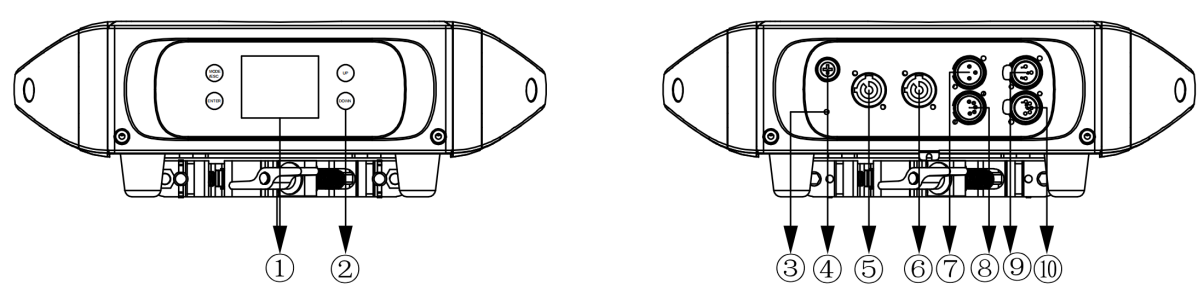 MODE/ESC UP
ENTER DOWN
① ② ③ ④ ⑤ ⑥ ⑦ ⑧ ⑨ ⑩